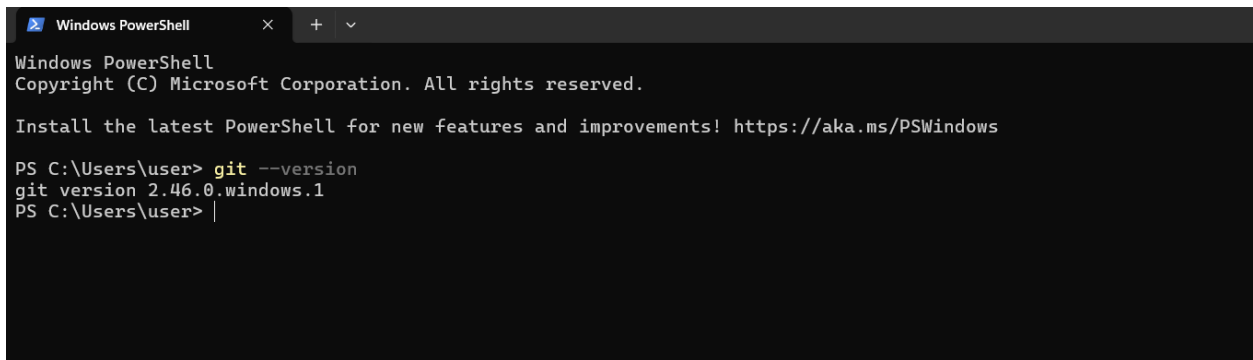 Windows PowerShell
Windows PowerShell
Copyright (C) Microsoft Corporation. All rights reserved.
Install the latest PowerShell for new features and improvements! https://aka.ms/PSWindows
PS C:\Users\user> git --version
git version 2.46.0.windows.1
PS C:\Users\user>